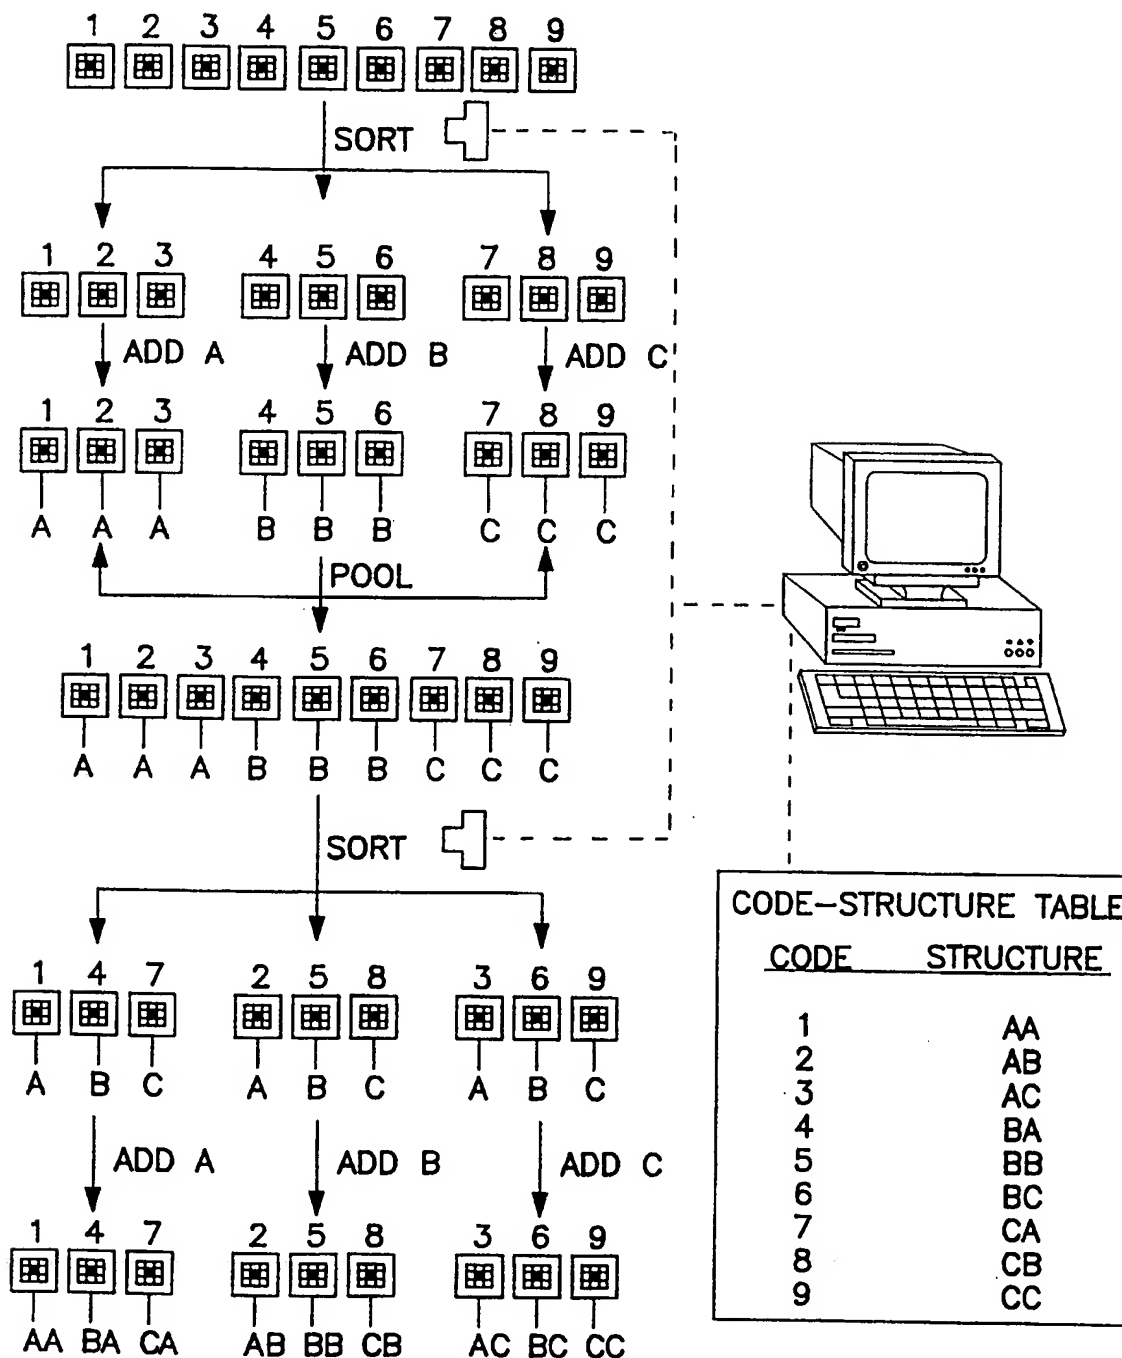 1 2 3 4 5 6 7 8 9
SORT
1 2 3 4 5 6 7 8 9
ADD A ADD B ADD C
1 2 3 4 5 6 7 8 9
A A A B B B C C C
POOL
1 2 3 4 5 6 7 8 9
A A A B B B C C C
SORT
1 4 7 2 5 8 3 6 9
A B C A B C A B C
ADD A ADD B ADD C
1 4 7 2 5 8 3 6 9
AA BA CA AB BB CB AC BC CC
CODE-STRUCTURE TABLE
CODE STRUCTURE
1 AA
2 AB
3 AC
4 BA
5 BB
6 BC
7 CA
8 CB
9 CC